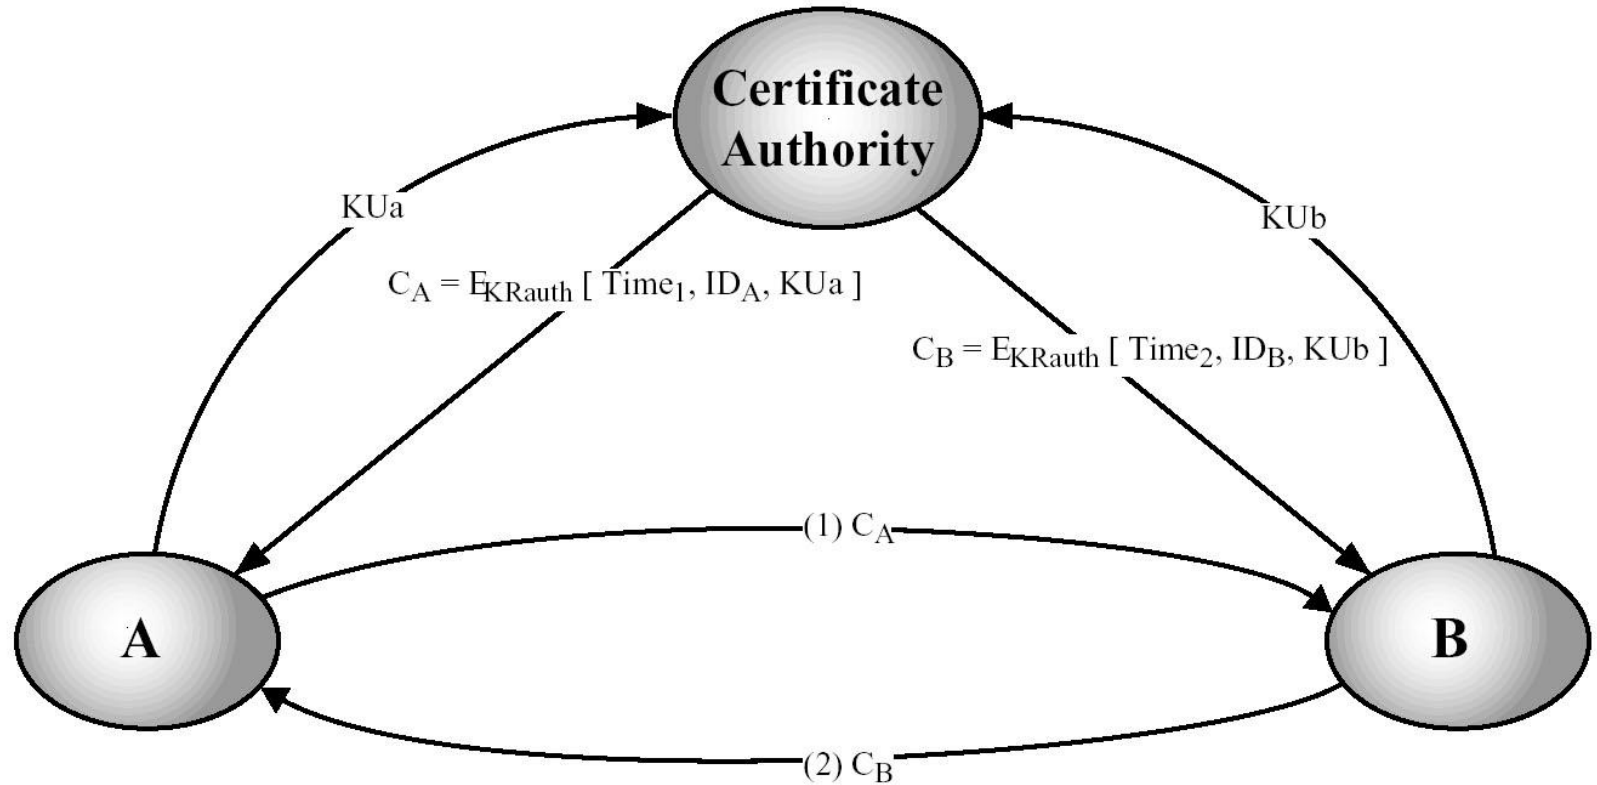 Certificate
Authority
KUa
KUb
C_A = E_KRauth [ Time_1, ID_A, KUa ]
C_B = E_KRauth [ Time_2, ID_B, KUb ]
(1) C_A
A
B
(2) C_B